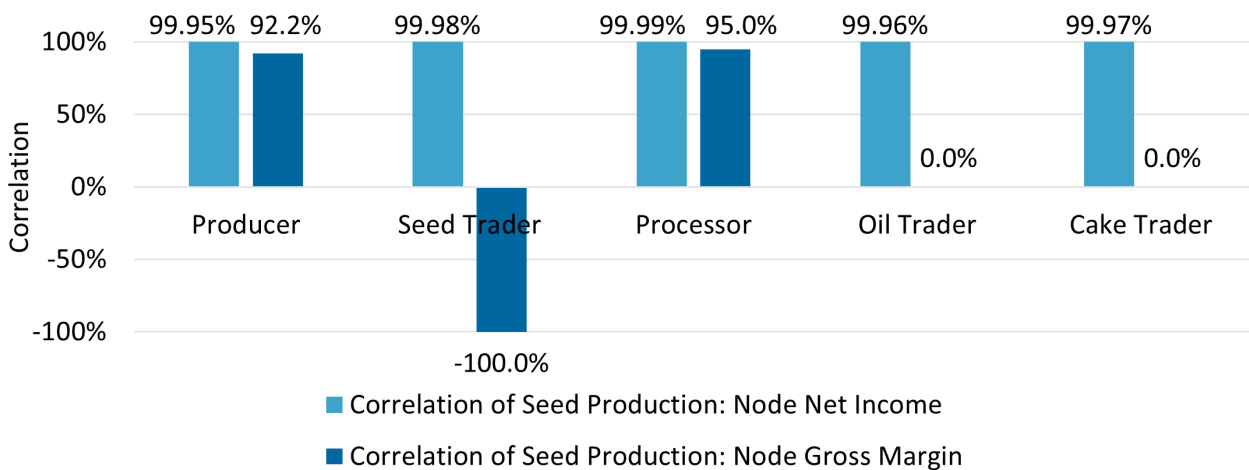 99.95% 92.2% 99.98% 99.99% 95.0% 99.96% 99.97%
100%
50%
0.0% 0.0%
0%
Producer Seed Trader Processor Oil Trader Cake Trader
-50%
-100%
-100.0%
Correlation
Correlation of Seed Production: Node Net Income
Correlation of Seed Production: Node Gross Margin